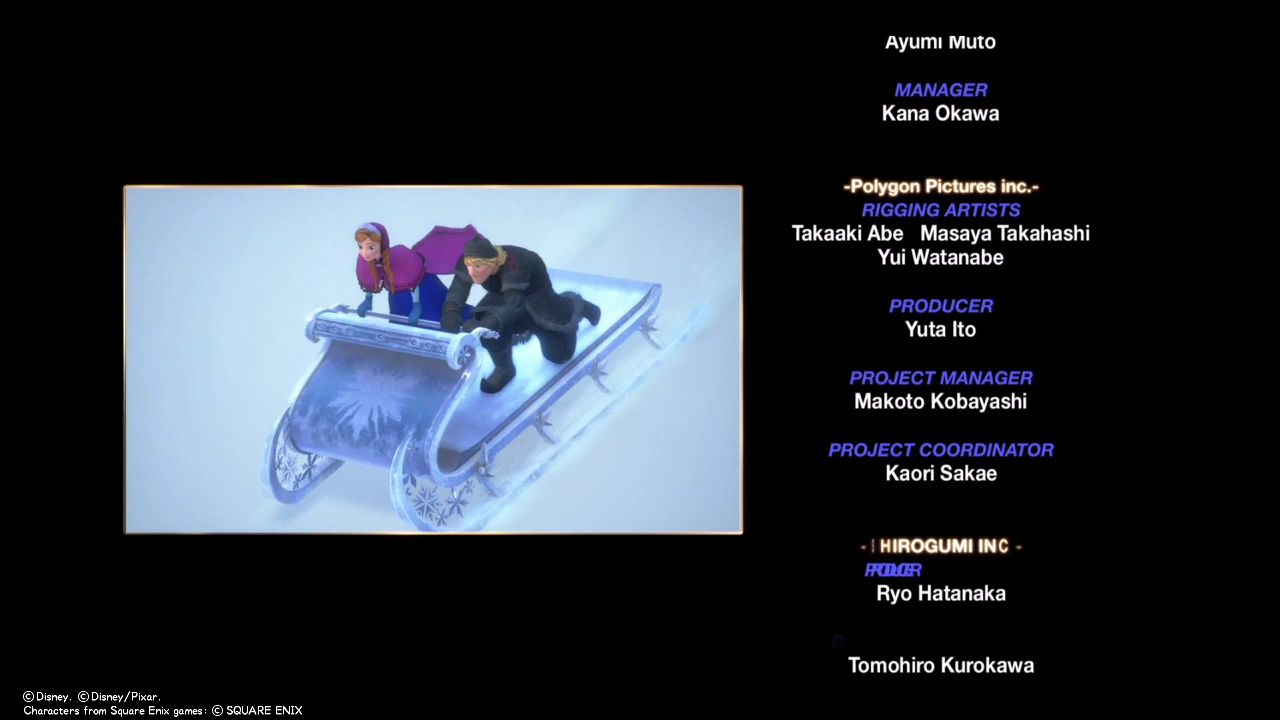 Ayumi Muto
MANAGER
Kana Okawa
-Polygon Pictures inc.-
RIGGING ARTISTS
Takaaki Abe Masaya Takahashi
Yui Watanabe
PRODUCER
Yuta Ito
PROJECT MANAGER
Makoto Kobayashi
PROJECT COORDINATOR
Kaori Sakae
HIROGUMI INC -
Ryo Hatanaka
Tomohiro Kurokawa
©Disney. ©Disney/Pixar.
Characters from Square Enix games: © SQUARE ENIX